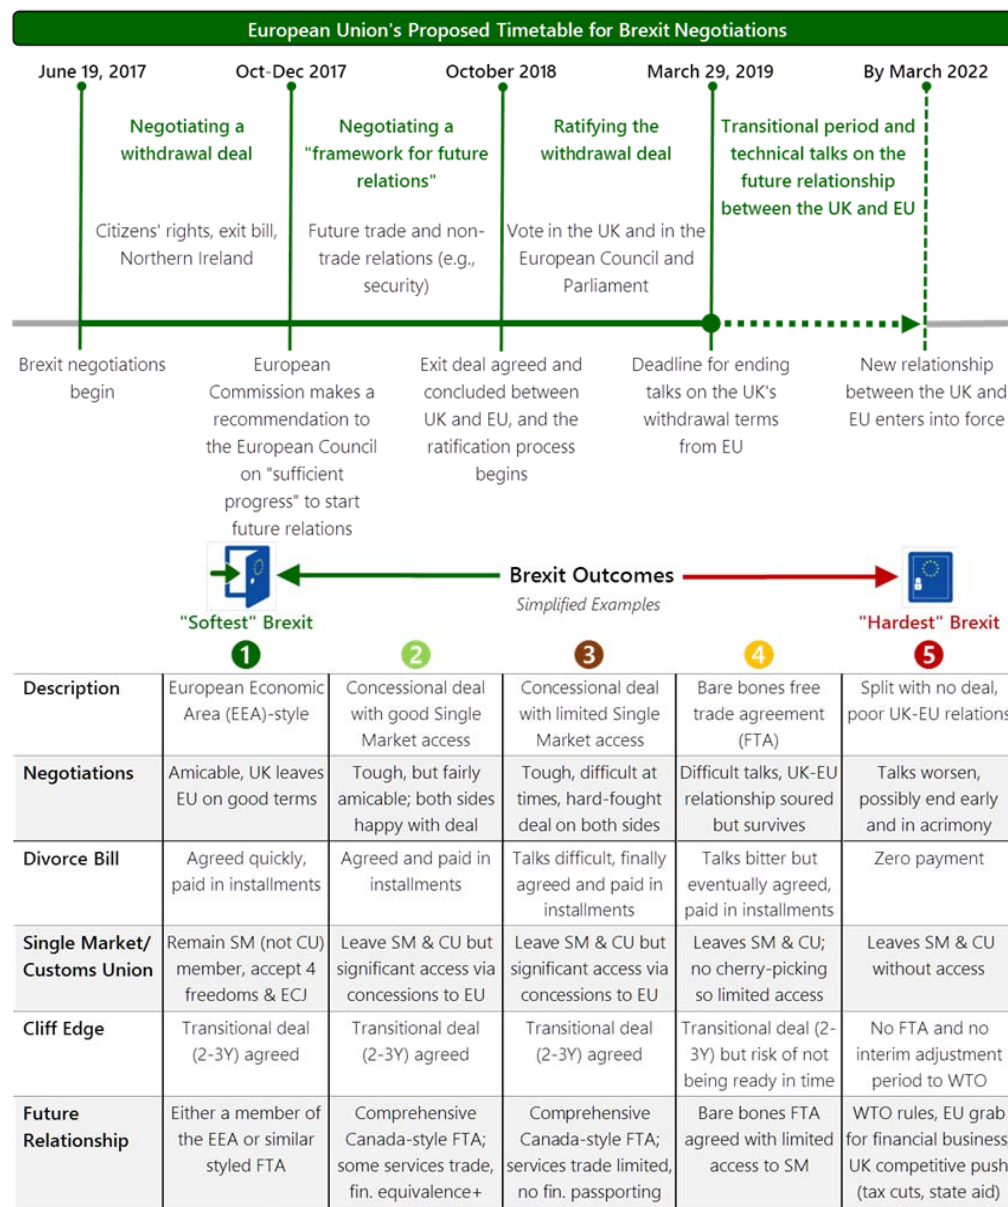 European Union's Proposed Timetable for Brexit Negotiations
June 19, 2017
Oct-Dec 2017
October 2018
March 29, 2019
By March 2022
Negotiating a
withdrawal deal
Negotiating a
"framework for future
relations"
Ratifying the
withdrawal deal
Transitional period and
technical talks on the
future relationship
between the UK and EU
Citizens' rights, exit bill,
Northern Ireland
Future trade and non-
trade relations (e.g.,
security)
Vote in the UK and in the
European Council and
Parliament
Brexit negotiations
begin
European
Commission makes a
recommendation to
the European Council
on "sufficient
progress" to start
future relations
Exit deal agreed and
concluded between
UK and EU, and the
ratification process
begins
Deadline for ending
talks on the UK's
withdrawal terms
from EU
New relationship
between the UK and
EU enters into force
Brexit Outcomes
Simplified Examples
"Softest" Brexit
"Hardest" Brexit
1
2
3
4
5
Description
European Economic
Area (EEA)-style
Concessional deal
with good Single
Market access
Concessional deal
with limited Single
Market access
Bare bones free
trade agreement
(FTA)
Split with no deal,
poor UK-EU relations
Negotiations
Amicable, UK leaves
EU on good terms
Tough, but fairly
amicable; both sides
happy with deal
Tough, difficult at
times, hard-fought
deal on both sides
Difficult talks, UK-EU
relationship soured
but survives
Talks worsen,
possibly end early
and in acrimony
Divorce Bill
Agreed quickly,
paid in installments
Agreed and paid in
installments
Talks difficult, finally
agreed and paid in
installments
Talks bitter but
eventually agreed,
paid in installments
Zero payment
Single Market/
Customs Union
Remain SM (not CU)
member, accept 4
freedoms & ECJ
Leave SM & CU but
significant access via
concessions to EU
Leave SM & CU but
significant access via
concessions to EU
Leaves SM & CU;
no cherry-picking
so limited access
Leaves SM & CU
without access
Cliff Edge
Transitional deal
(2-3Y) agreed
Transitional deal
(2-3Y) agreed
Transitional deal
(2-3Y) agreed
Transitional deal (2-
3Y) but risk of not
being ready in time
No FTA and no
interim adjustment
period to WTO
Future
Relationship
Either a member of
the EEA or similar
styled FTA
Comprehensive
Canada-style FTA;
some services trade,
fin. equivalence+
Comprehensive
Canada-style FTA;
services trade limited,
no fin. passporting
Bare bones FTA
agreed with limited
access to SM
WTO rules, EU grab
for financial business
UK competitive push
(tax cuts, state aid)